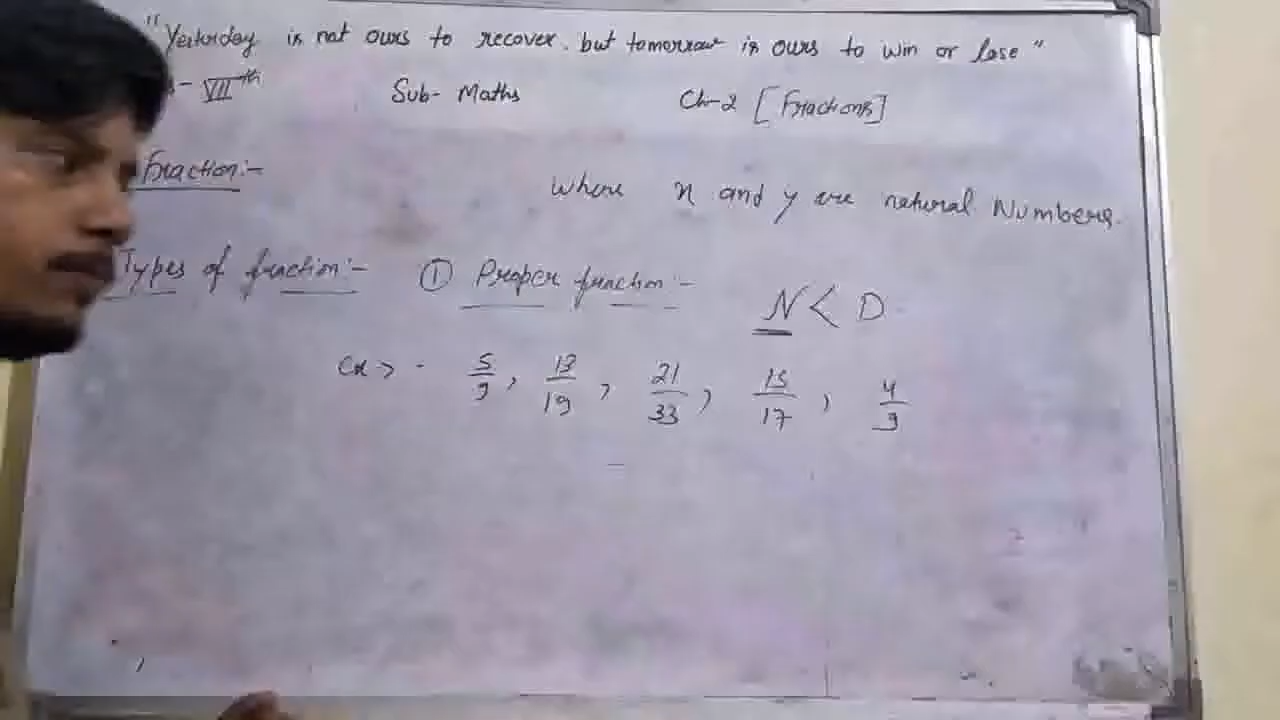 "Yesterday is not ours to recover. but tomorrow is ours to win or lose"
VIIth Sub- Maths Ch-2 [Fractions]
Fraction:- Where x and y are natural Numbers.
Types of fraction:- ① Proper fraction:- N < D
ex > - 5/9, 13/19, 21/33, 15/17, 4/9